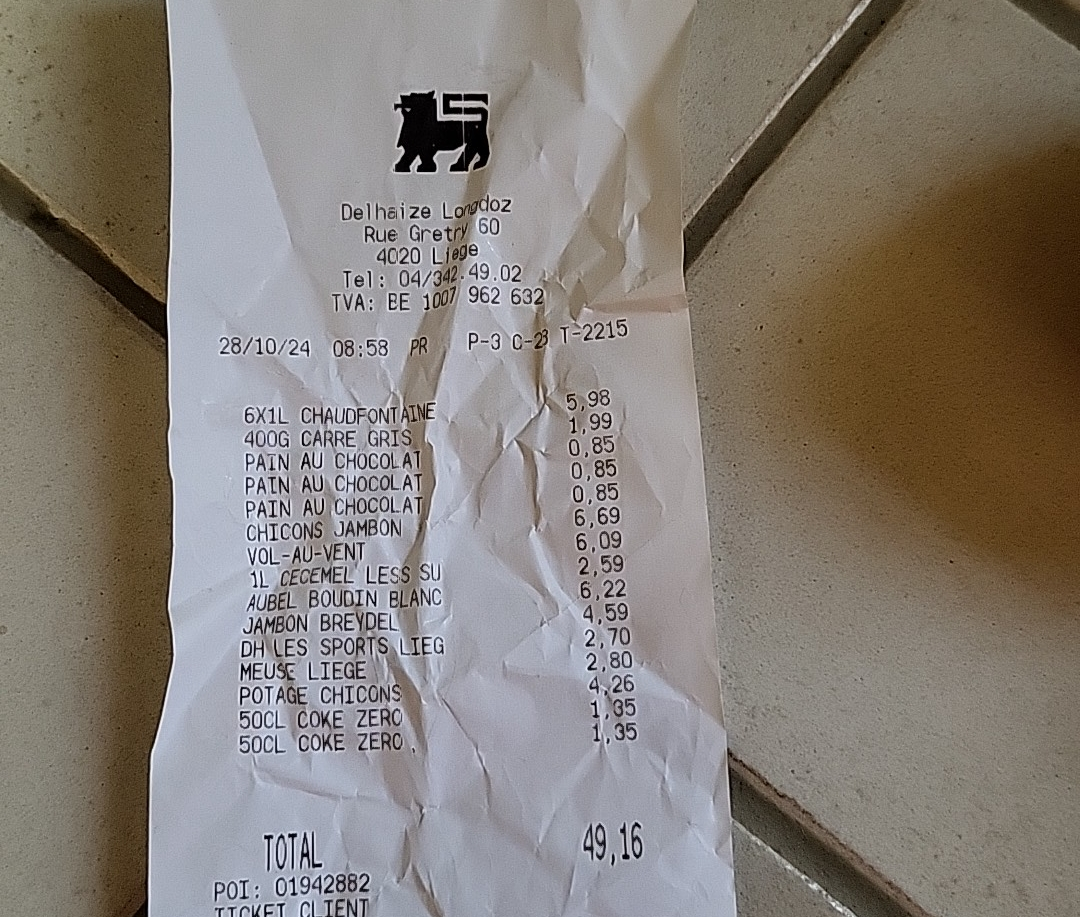 Delhaize Longdoz
Rue Gretry 60
4020 Liege
Tel: 04/342.49.02
TVA: BE 1007 962 632
28/10/24 08:58 PR P-3 C-23 T-2215
6X1L CHAUDFONTAINE 5,98
400G CARRE GRIS 1,99
PAIN AU CHOCOLAT 0,85
PAIN AU CHOCOLAT 0,85
PAIN AU CHOCOLAT 0,85
CHICONS JAMBON 6,69
VOL-AU-VENT 6,09
1L CECEMEL LESS SU 2,59
AUBEL BOUDIN BLANC 6,22
JAMBON BREYDEL 4,59
DH LES SPORTS LIEG 2,70
MEUSE LIEGE 2,80
POTAGE CHICONS 4,26
50CL COKE ZERO 1,35
50CL COKE ZERO 1,35
TOTAL 49,16
POI: 01942882
TICKET CLIENT